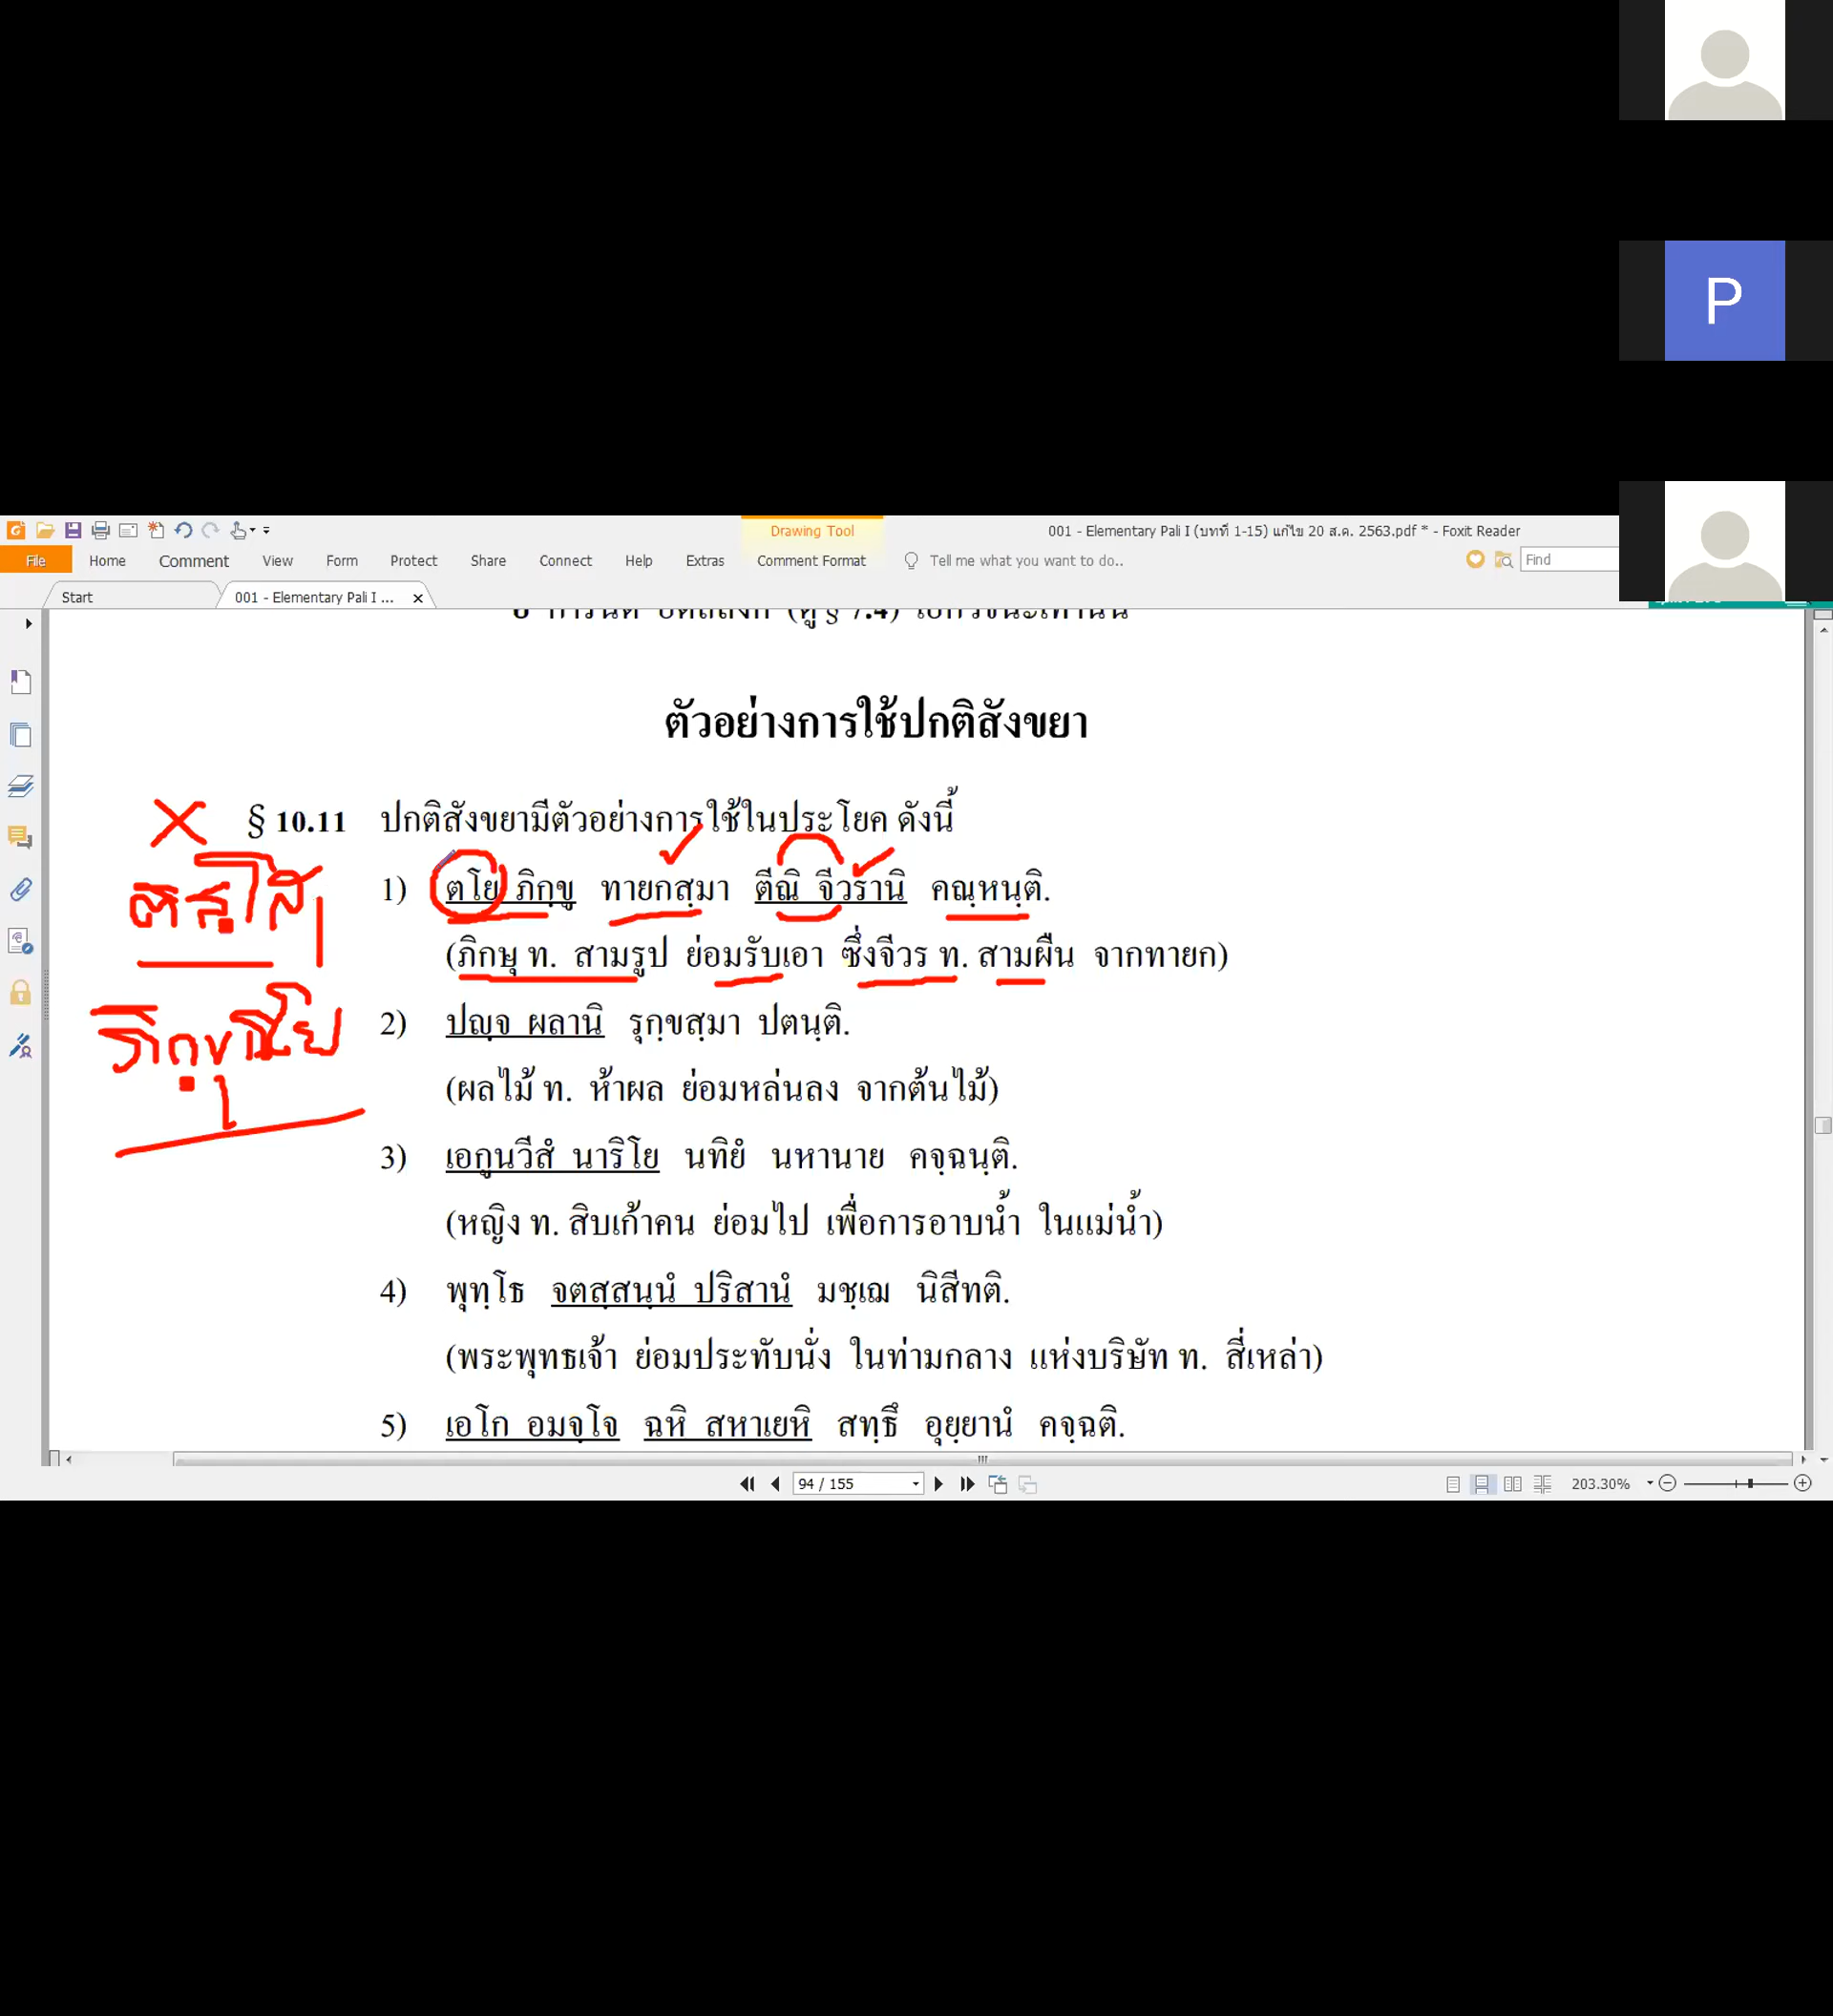 P
Drawing Tool
001 - Elementary Pali I (บทที่ 1-15) แก้ไข 20 ส.ค. 2563.pdf * - Foxit Reader
File Home Comment View Form Protect Share Connect Help Extras Comment Format Tell me what you want to do.. Find
Start 001 - Elementary Pali I ...
ตัวอย่างการใช้ปกติสังขยา
§ 10.11 ปกติสังขยามีตัวอย่างการใช้ในประโยค ดังนี้
1) ตโย ภิกฺขู ทายกสฺมา ตีณิ จีวรานิ คณฺหนฺติ.
(ภิกษุ ท. สามรูป ย่อมรับเอา ซึ่งจีวร ท. สามผืน จากทายก)
2) ปญฺจ ผลานิ รุกฺขสฺมา ปตนฺติ.
(ผลไม้ ท. ห้าผล ย่อมหล่นลง จากต้นไม้)
3) เอกูนวีสํ นาริโย นทิยํ นหานาย คจฺฉนฺติ.
(หญิง ท. สิบเก้าคน ย่อมไป เพื่อการอาบน้ำ ในแม่น้ำ)
4) พุทฺโธ จตสฺสนฺนํ ปริสานํ มชฺเฌ นิสีทติ.
(พระพุทธเจ้า ย่อมประทับนั่ง ในท่ามกลาง แห่งบริษัท ท. สี่เหล่า)
5) เอโก อมจฺโจ ฉหิ สหาเยหิ สทฺธึ อุยฺยานํ คจฺฉติ.
94 / 155
203.30%